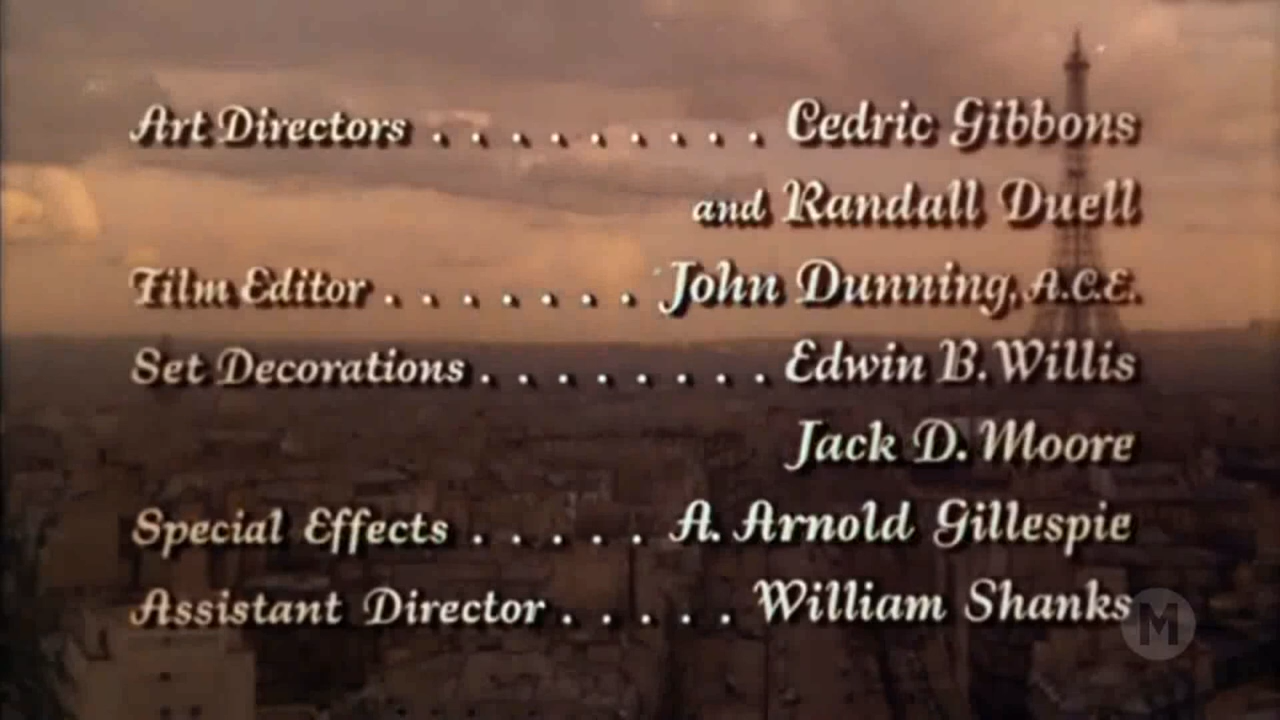 Art Directors . . . . . . . . . Cedric Gibbons
and Randall Duell
Film Editor . . . . . . . John Dunning, A.C.E.
Set Decorations . . . . . . . . Edwin B. Willis
Jack D. Moore
Special Effects . . . . . A. Arnold Gillespie
Assistant Director . . . . . William Shanks
M